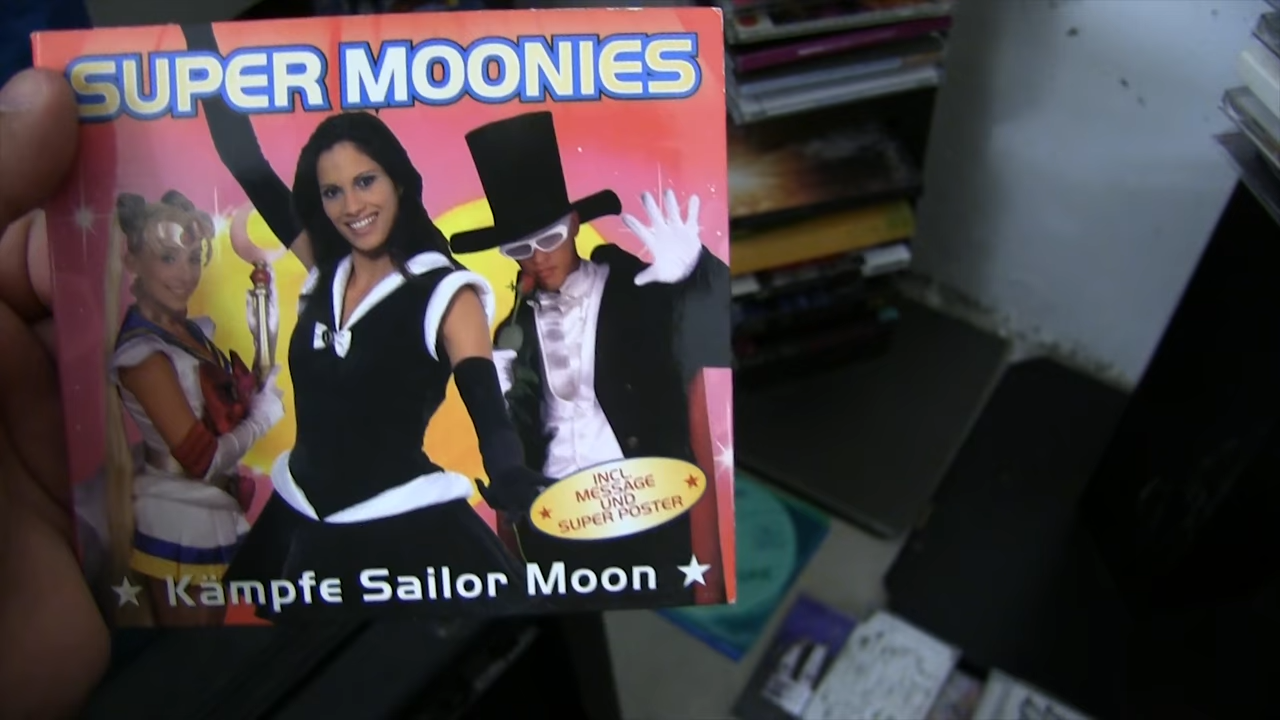 SUPER MOONIES
INCL.
MESSAGE
UND
SUPER POSTER
Kämpfe Sailor Moon